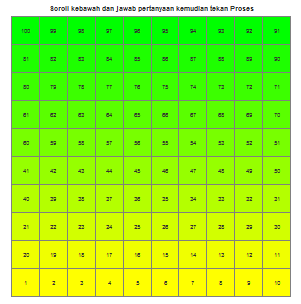 Scroll kebawah dan jawab pertanyaan kemudian tekan Proses
100 99 98 97 96 95 94 93 92 91
81 82 83 84 85 86 87 88 89 90
80 79 78 77 76 75 74 73 72 71
61 62 63 64 65 66 67 68 69 70
60 59 58 57 56 55 54 53 52 51
41 42 43 44 45 46 47 48 49 50
40 39 38 37 36 35 34 33 32 31
21 22 23 24 25 26 27 28 29 30
20 19 18 17 16 15 14 13 12 11
1 2 3 4 5 6 7 8 9 10